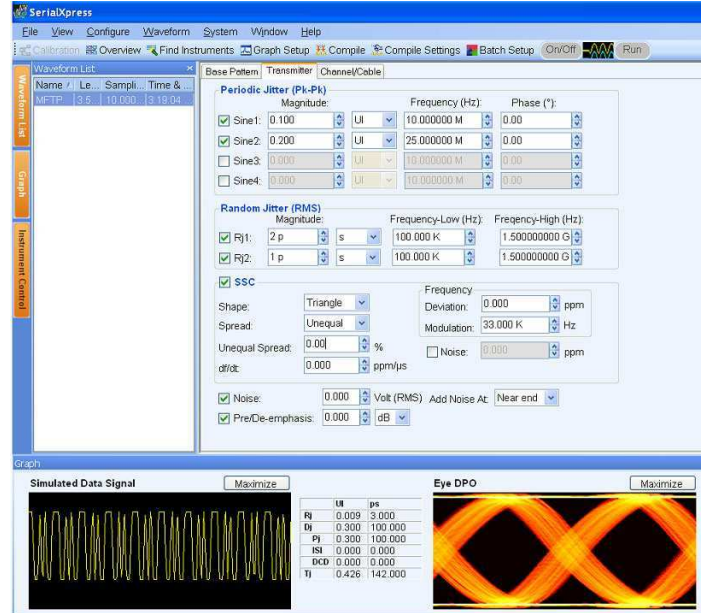 SerialXpress
File View Configure Waveform System Window Help
Calibration Overview Find Instruments Graph Setup Compile Compile Settings Batch Setup On/Off Run
Waveform List
Base Pattern Transmitter Channel/Cable
Name / Le... Sampli... Time & ...
MFTP 3.5 10.000... 3:19:04
Waveform List
Graph
Instrument Control
Periodic Jitter (Pk-Pk)
Magnitude: Frequency (Hz): Phase (°):
Sine1: 0.100 UI 10.000000 M 0.00
Sine2: 0.200 UI 25.000000 M 0.00
Sine3: 0.000 UI 10.000000 M 0.00
Sine4: 0.000 UI 10.000000 M 0.00
Random Jitter (RMS)
Magnitude: Frequency-Low (Hz): Freqency-High (Hz):
Rj1: 2 p s 100.000 K 1.500000000 G
Rj2: 1 p s 100.000 K 1.500000000 G
SSC
Shape: Triangle
Spread: Unequal
Unequal Spread: 0.00 %
df/dt: 0.000 ppm/µs
Frequency
Deviation: 0.000 ppm
Modulation: 33.000 K Hz
Noise: 0.000 ppm
Noise: 0.000 Volt (RMS) Add Noise At: Near end
Pre/De-emphasis: 0.000 dB
Graph
Simulated Data Signal Maximize
UI ps
Rj 0.009 3.000
Dj 0.300 100.000
Pj 0.300 100.000
ISI 0.000 0.000
DCD 0.000 0.000
Tj 0.426 142.000
Eye DPO Maximize